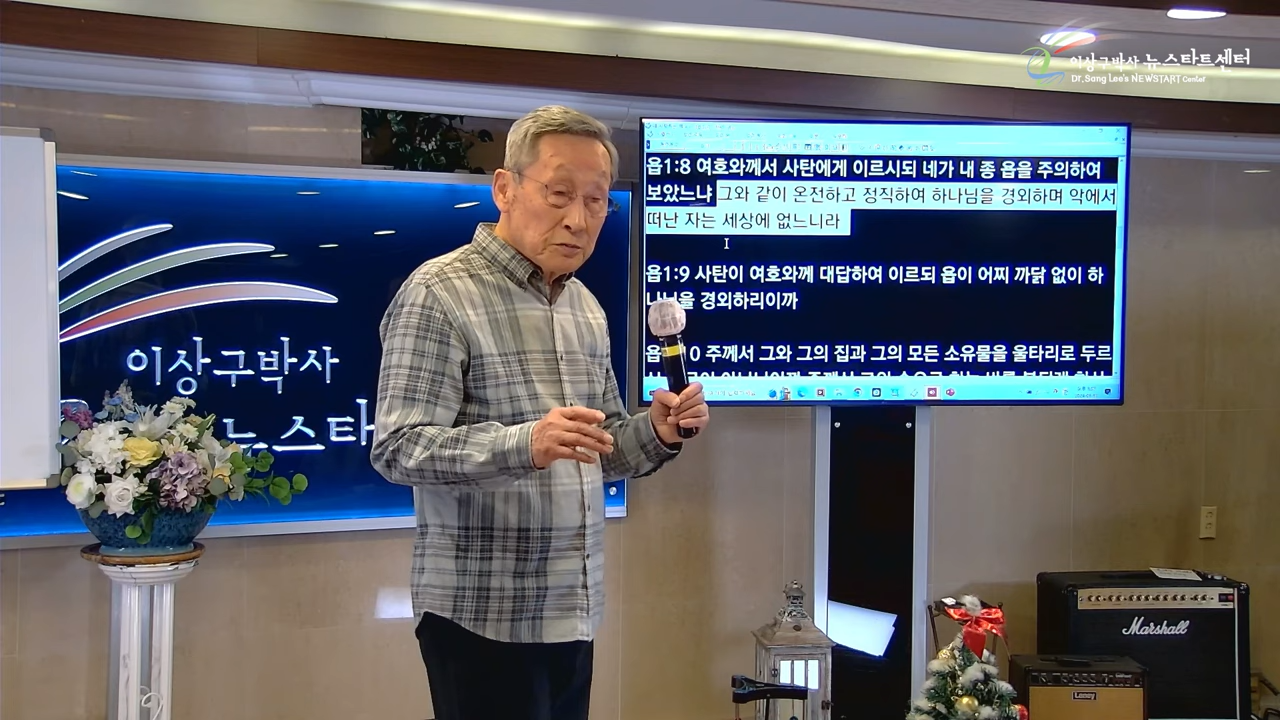 이상구박사 뉴스타트센터
Dr. Sang Lee's NEWSTART Center
욥1:8 여호와께서 사탄에게 이르시되 네가 내 종 욥을 주의하여
보았느냐 그와 같이 온전하고 정직하여 하나님을 경외하며 악에서
떠난 자는 세상에 없느니라
욥1:9 사탄이 여호와께 대답하여 이르되 욥이 어찌 까닭 없이 하
을 경외하리이까
0 주께서 그와 그의 집과 그의 모든 소유물을 울타리로 두르
이상구박사
뉴스타
Marshall
Laney